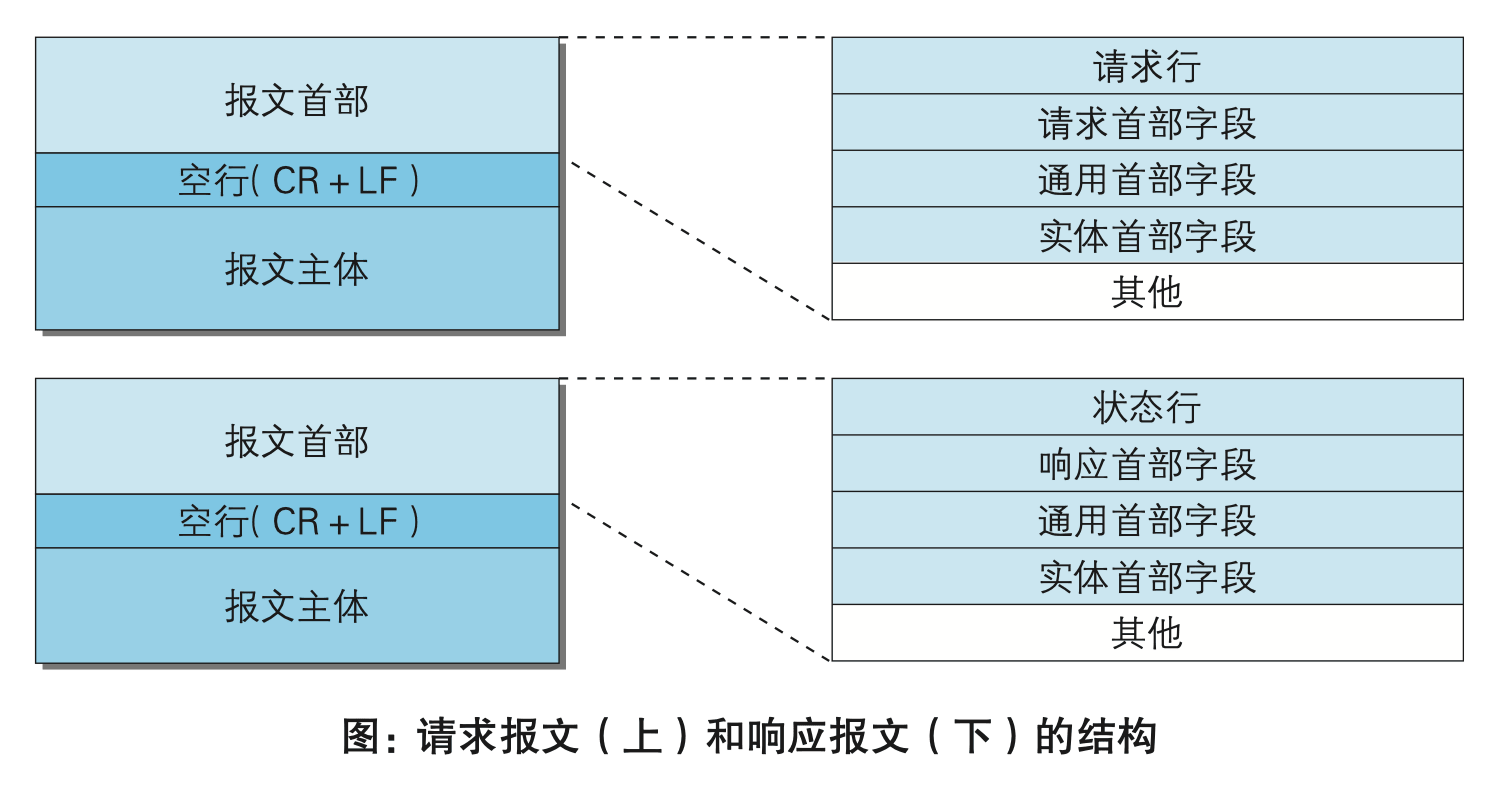 报文首部
空行(CR+LF)
报文主体
请求行
请求首部字段
通用首部字段
实体首部字段
其他
报文首部
空行(CR+LF)
报文主体
状态行
响应首部字段
通用首部字段
实体首部字段
其他
图：请求报文(上)和响应报文(下)的结构